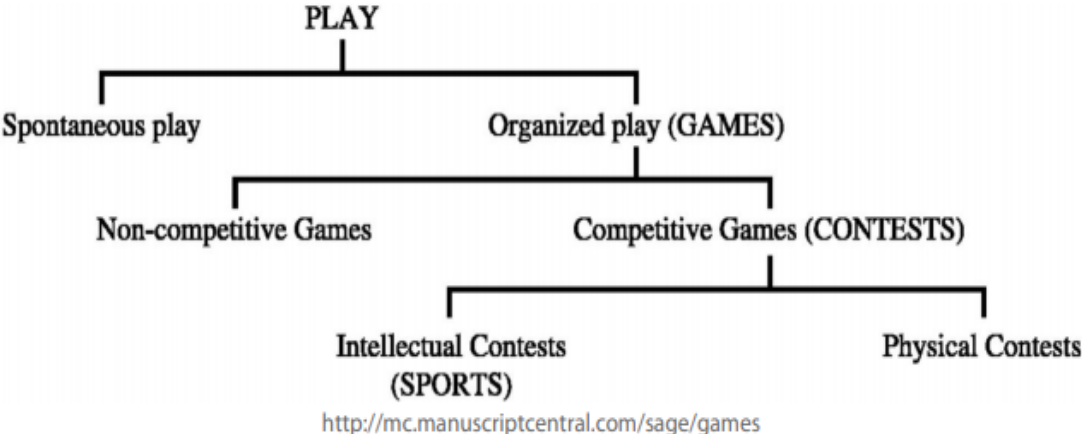 PLAY
Spontaneous play
Organized play (GAMES)
Non-competitive Games
Competitive Games (CONTESTS)
Intellectual Contests
(SPORTS)
Physical Contests
http://mc.manuscriptcentral.com/sage/games